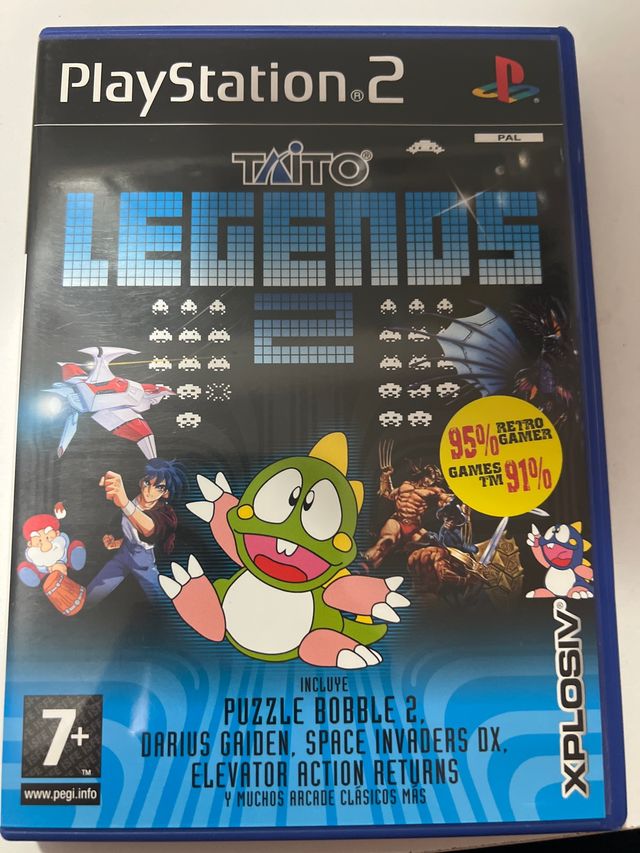 PlayStation®2
PAL
TAITO®
LEGENDS
2
95% RETRO GAMER
GAMES TM 91%
INCLUYE
PUZZLE BOBBLE 2,
DARIUS GAIDEN, SPACE INVADERS DX,
ELEVATOR ACTION RETURNS
Y MUCHOS ARCADE CLÁSICOS MÁS
7+
™
www.pegi.info
XPLOSIV®